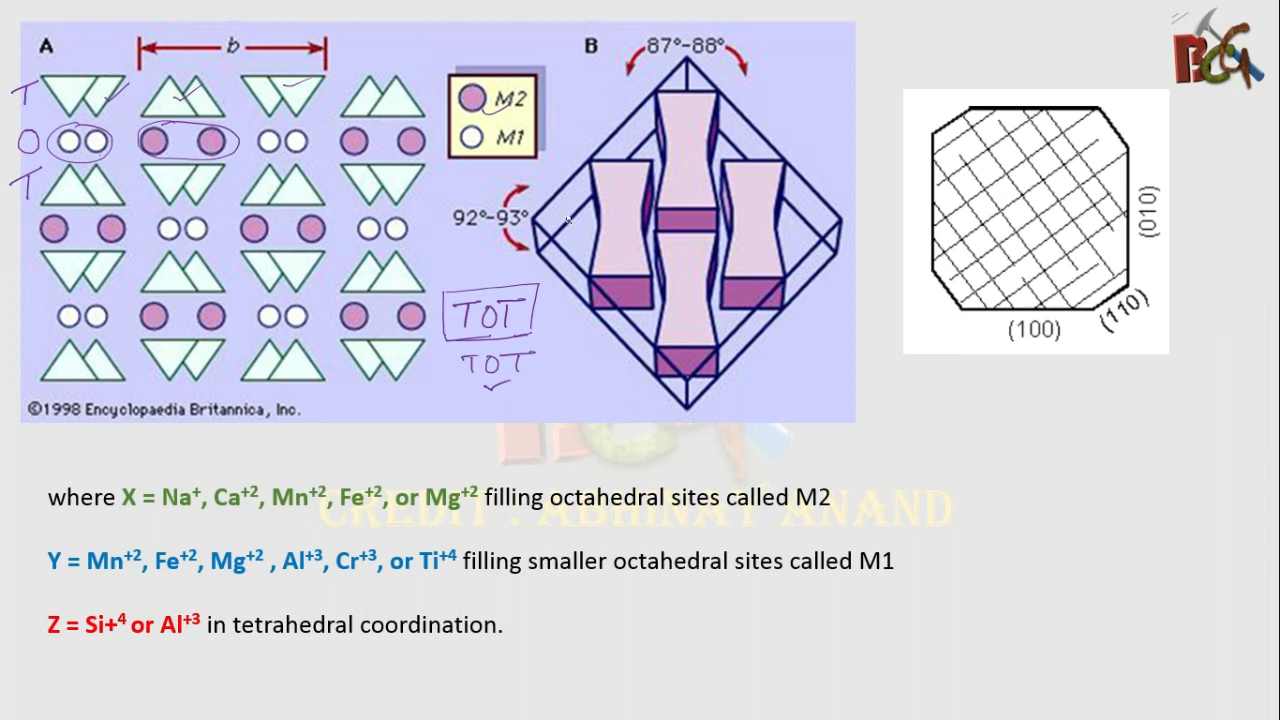 A
b
B
87°-88°
BCG
T
M2
O
M1
T
92°-93°
(010)
TOT
(110)
(100)
TOT
©1998 Encyclopaedia Britannica, Inc.
where X = Na⁺, Ca⁺², Mn⁺², Fe⁺², or Mg⁺² filling octahedral sites called M2
CREDIT : ABHINAV ANAND
Y = Mn⁺², Fe⁺², Mg⁺² , Al⁺³, Cr⁺³, or Ti⁺⁴ filling smaller octahedral sites called M1
Z = Si+⁴ or Al⁺³ in tetrahedral coordination.